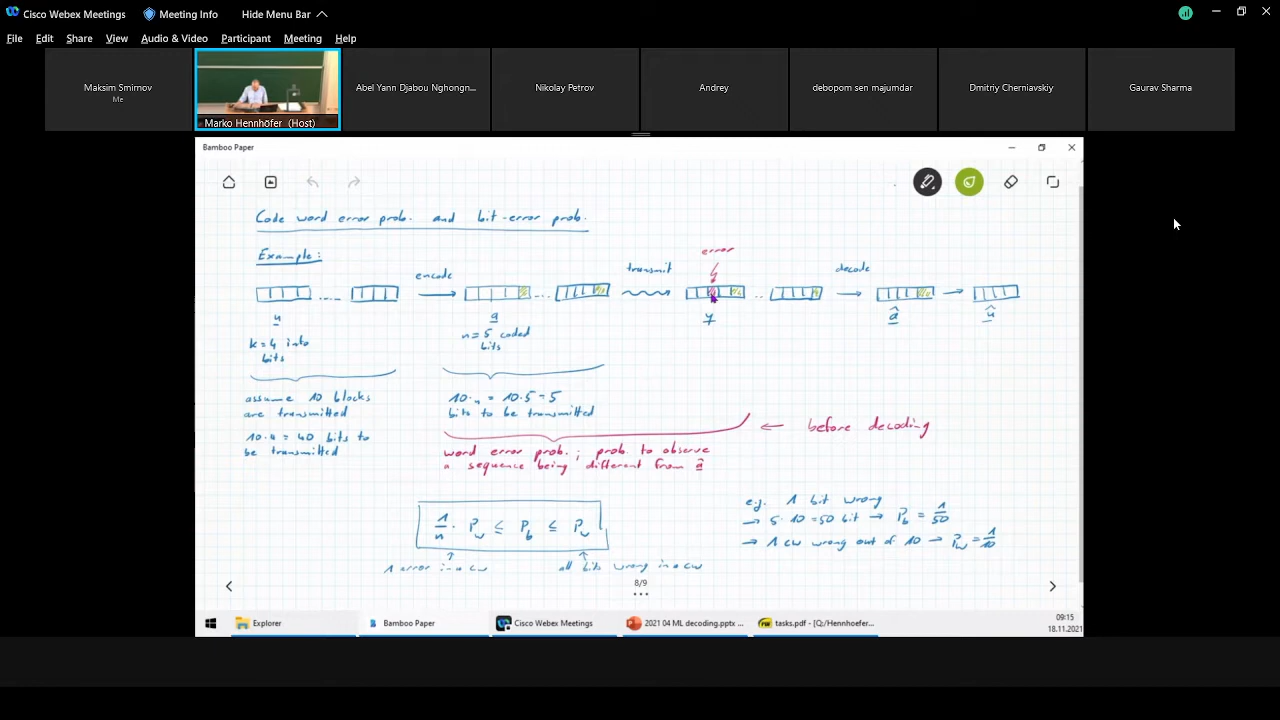 Cisco Webex Meetings
Meeting Info
Hide Menu Bar
File Edit Share View Audio & Video Participant Meeting Help
Maksim Smirnov
Me
Marko Hennhöfer (Host)
Abel Yann Djabou Nghongn...
Nikolay Petrov
Andrey
debopom sen majumdar
Dmitriy Cherniavskiy
Gaurav Sharma
Bamboo Paper
Code word error prob. and bit-error prob.
Example:
error
encode
transmit
decode
u
a
y
â
û
k=4 info
bits
n=5 coded
bits
assume 10 blocks
are transmitted
10·4 = 40 bits to
be transmitted
10·n = 10·5=5
bits to be transmitted
← before decoding
word error prob.; prob. to observe
a sequence being different from â
1/n · Pw ≤ Pb ≤ Pw
1 error in a cw
all bits wrong in a cw
e.g. 1 bit wrong
→ 5·10=50 bit → Pb = 1/50
→ 1 cw wrong out of 10 → Pw = 1/10
8/9
Explorer
Bamboo Paper
Cisco Webex Meetings
2021 04 ML decoding.pptx ...
tasks.pdf - [Q:/Hennhoefer...
09:15
18.11.2021